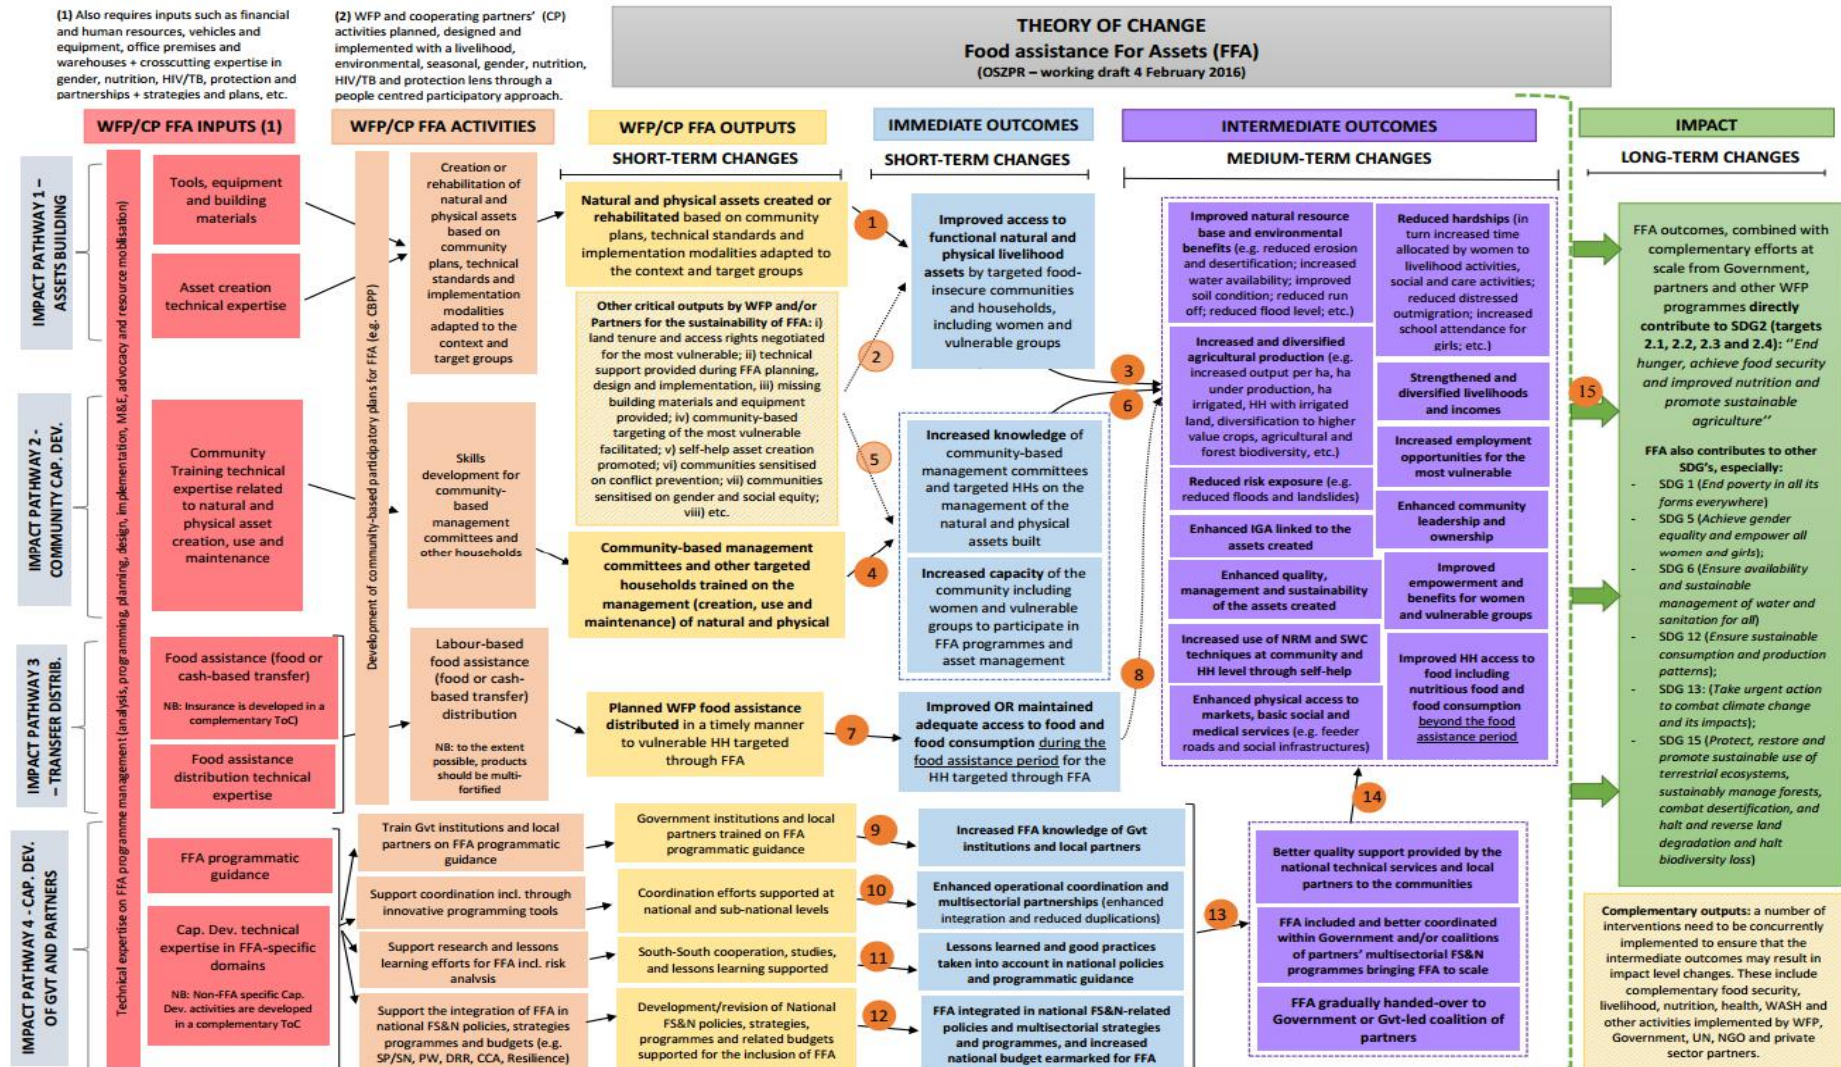 (1) Also requires inputs such as financial
and human resources, vehicles and
equipment, office premises and
warehouses + crosscutting expertise in
gender, nutrition, HIV/TB, protection and
partnerships + strategies and plans, etc.
(2) WFP and cooperating partners' (CP)
activities planned, designed and
implemented with a livelihood,
environmental, seasonal, gender, nutrition,
HIV/TB and protection lens through a
people centred participatory approach.
THEORY OF CHANGE
Food assistance For Assets (FFA)
(OSZPR – working draft 4 February 2016)
WFP/CP FFA INPUTS (1)
WFP/CP FFA ACTIVITIES
WFP/CP FFA OUTPUTS
IMMEDIATE OUTCOMES
INTERMEDIATE OUTCOMES
IMPACT
SHORT-TERM CHANGES
SHORT-TERM CHANGES
MEDIUM-TERM CHANGES
LONG-TERM CHANGES
IMPACT PATHWAY 1 –
ASSETS BUILDING
IMPACT PATHWAY 2 -
COMMUNITY CAP. DEV.
IMPACT PATHWAY 3
– TRANSFER DISTRIB.
IMPACT PATHWAY 4 - CAP. DEV.
OF GVT AND PARTNERS
Technical expertise on FFA programme management (analysis, programming, planning, design, implementation, M&E, advocacy and resource mobilisation)
Tools, equipment
and building
materials
Asset creation
technical expertise
Community
Training technical
expertise related
to natural and
physical asset
creation, use and
maintenance
Food assistance (food or
cash-based transfer)
NB: Insurance is developed in a
complementary ToC)
Food assistance
distribution technical
expertise
FFA programmatic
guidance
Cap. Dev. technical
expertise in FFA-specific
domains
NB: Non-FFA specific Cap.
Dev. activities are developed
in a complementary ToC
Development of community-based participatory plans for FFA (e.g. CBPP)
Creation or
rehabilitation of
natural and
physical assets
based on
community
plans, technical
standards and
implementation
modalities
adapted to the
context and
target groups
Skills
development for
community-
based
management
committees and
other households
Labour-based
food assistance
(food or cash-
based transfer)
distribution
NB: to the extent
possible, products
should be multi-
fortified
Train Gvt institutions and local
partners on FFA programmatic
guidance
Support coordination incl. through
innovative programming tools
Support research and lessons
learning efforts for FFA incl. risk
analysis
Support the integration of FFA in
national FS&N policies, strategies
programmes and budgets (e.g.
SP/SN, PW, DRR, CCA, Resilience)
Natural and physical assets created or
rehabilitated based on community
plans, technical standards and
implementation modalities adapted to
the context and target groups
Other critical outputs by WFP and/or
Partners for the sustainability of FFA: i)
land tenure and access rights negotiated
for the most vulnerable; ii) technical
support provided during FFA planning,
design and implementation, iii) missing
building materials and equipment
provided; iv) community-based
targeting of the most vulnerable
facilitated; v) self-help asset creation
promoted; vi) communities sensitised
on conflict prevention; vii) communities
sensitised on gender and social equity;
viii) etc.
Community-based management
committees and other targeted
households trained on the
management (creation, use and
maintenance) of natural and physical
Planned WFP food assistance
distributed in a timely manner
to vulnerable HH targeted
through FFA
Government institutions and local
partners trained on FFA
programmatic guidance
Coordination efforts supported at
national and sub-national levels
South-South cooperation, studies,
and lessons learning supported
Development/revision of National
FS&N policies, strategies,
programmes and related budgets
supported for the inclusion of FFA
1
2
5
4
7
9
10
11
12
Improved access to
functional natural and
physical livelihood
assets by targeted food-
insecure communities
and households,
including women and
vulnerable groups
Increased knowledge of
community-based
management committees
and targeted HHs on the
management of the
natural and physical
assets built
Increased capacity of the
community including
women and vulnerable
groups to participate in
FFA programmes and
asset management
Improved OR maintained
adequate access to food and
food consumption during the
food assistance period for the
HH targeted through FFA
Increased FFA knowledge of Gvt
institutions and local partners
Enhanced operational coordination and
multisectorial partnerships (enhanced
integration and reduced duplications)
Lessons learned and good practices
taken into account in national policies
and programmatic guidance
FFA integrated in national FS&N-related
policies and multisectorial strategies
and programmes, and increased
national budget earmarked for FFA
3
6
8
13
14
15
Improved natural resource
base and environmental
benefits (e.g. reduced erosion
and desertification; increased
water availability; improved
soil condition; reduced run
off; reduced flood level; etc.)
Increased and diversified
agricultural production (e.g.
increased output per ha, ha
under production, ha
irrigated, HH with irrigated
land, diversification to higher
value crops, agricultural and
forest biodiversity, etc.)
Reduced risk exposure (e.g.
reduced floods and landslides)
Enhanced IGA linked to the
assets created
Enhanced quality,
management and sustainability
of the assets created
Increased use of NRM and SWC
techniques at community and
HH level through self-help
Enhanced physical access to
markets, basic social and
medical services (e.g. feeder
roads and social infrastructures)
Reduced hardships (in
turn increased time
allocated by women to
livelihood activities,
social and care activities;
reduced distressed
outmigration; increased
school attendance for
girls; etc.)
Strengthened and
diversified livelihoods
and incomes
Increased employment
opportunities for the
most vulnerable
Enhanced community
leadership and
ownership
Improved
empowerment and
benefits for women
and vulnerable groups
Improved HH access to
food including
nutritious food and
food consumption
beyond the food
assistance period
Better quality support provided by the
national technical services and local
partners to the communities
FFA included and better coordinated
within Government and/or coalitions
of partners' multisectorial FS&N
programmes bringing FFA to scale
FFA gradually handed-over to
Government or Gvt-led coalition of
partners
FFA outcomes, combined with
complementary efforts at
scale from Government,
partners and other WFP
programmes directly
contribute to SDG2 (targets
2.1, 2.2, 2.3 and 2.4): ''End
hunger, achieve food security
and improved nutrition and
promote sustainable
agriculture''
FFA also contributes to other
SDG's, especially:
- SDG 1 (End poverty in all its
forms everywhere)
- SDG 5 (Achieve gender
equality and empower all
women and girls);
- SDG 6 (Ensure availability
and sustainable
management of water and
sanitation for all)
- SDG 12 (Ensure sustainable
consumption and production
patterns);
- SDG 13: (Take urgent action
to combat climate change
and its impacts);
- SDG 15 (Protect, restore and
promote sustainable use of
terrestrial ecosystems,
sustainably manage forests,
combat desertification, and
halt and reverse land
degradation and halt
biodiversity loss)
Complementary outputs: a number of
interventions need to be concurrently
implemented to ensure that the
intermediate outcomes may result in
impact level changes. These include
complementary food security,
livelihood, nutrition, health, WASH and
other activities implemented by WFP,
Government, UN, NGO and private
sector partners.